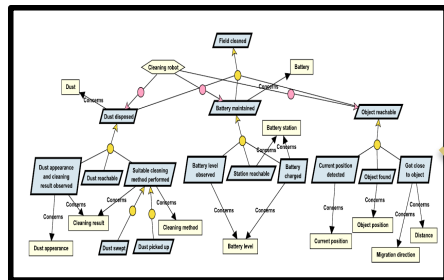 Field cleaned
Cleaning robot
Battery
Dust
Concerns
Concerns
Dust disposed
Battery maintained
Object reachable
Concerns
Battery station
Concerns
Dust appearance
and cleaning
result observed
Dust reachable
Suitable cleaning
method performed
Battery level
observed
Station reachable
Battery
charged
Current position
detected
Object found
Got close
to object
Concerns
Concerns
Concerns
Concerns
Concerns
Concerns
Concerns
Concerns
Concerns
Concerns
Cleaning result
Cleaning method
Object position
Distance
Dust appearance
Dust swept
Dust picked up
Battery level
Current position
Migration direction